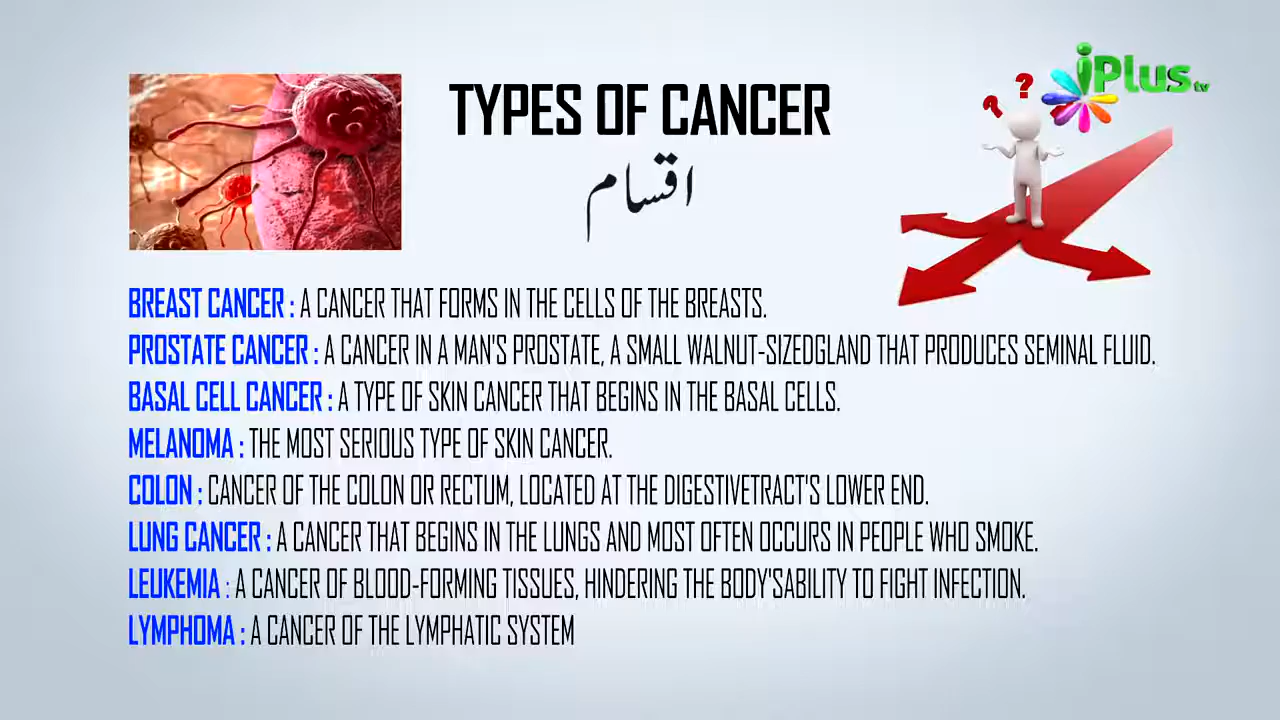 iPlus tv
? ?
TYPES OF CANCER
اقسام
BREAST CANCER : A CANCER THAT FORMS IN THE CELLS OF THE BREASTS.
PROSTATE CANCER : A CANCER IN A MAN'S PROSTATE, A SMALL WALNUT-SIZEDGLAND THAT PRODUCES SEMINAL FLUID.
BASAL CELL CANCER : A TYPE OF SKIN CANCER THAT BEGINS IN THE BASAL CELLS.
MELANOMA : THE MOST SERIOUS TYPE OF SKIN CANCER.
COLON : CANCER OF THE COLON OR RECTUM, LOCATED AT THE DIGESTIVETRACT'S LOWER END.
LUNG CANCER : A CANCER THAT BEGINS IN THE LUNGS AND MOST OFTEN OCCURS IN PEOPLE WHO SMOKE.
LEUKEMIA : A CANCER OF BLOOD-FORMING TISSUES, HINDERING THE BODY'SABILITY TO FIGHT INFECTION.
LYMPHOMA : A CANCER OF THE LYMPHATIC SYSTEM